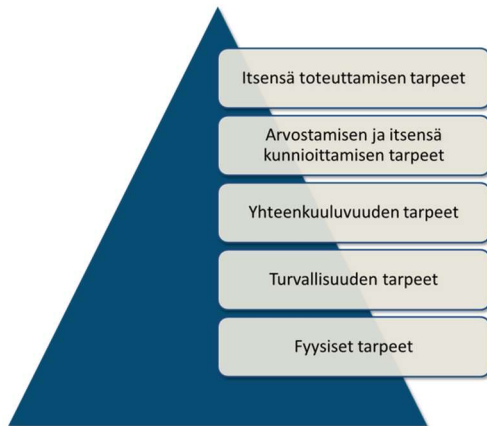 Itsensä toteuttamisen tarpeet
Arvostamisen ja itsensä
kunnioittamisen tarpeet
Yhteenkuuluvuuden tarpeet
Turvallisuuden tarpeet
Fyysiset tarpeet